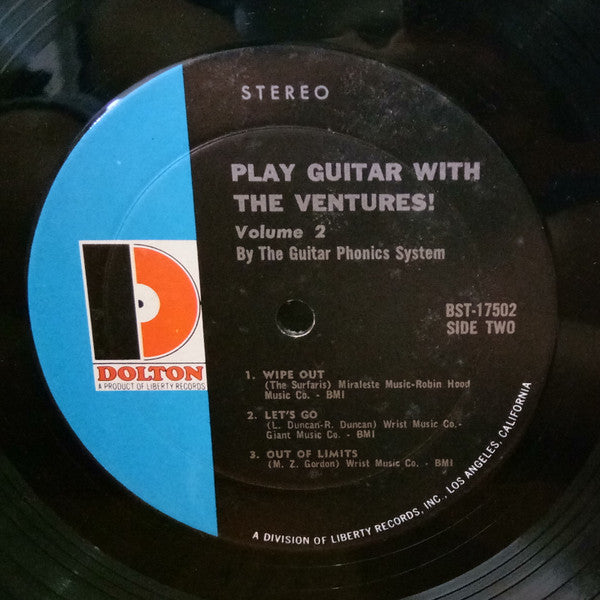 STEREO
PLAY GUITAR WITH
THE VENTURES!
Volume 2
By The Guitar Phonics System
BST-17502
SIDE TWO
DOLTON
A PRODUCT OF LIBERTY RECORDS
1. WIPE OUT
(The Surfaris) Miraleste Music-Robin Hood
Music Co. - BMI
2. LET'S GO
(L. Duncan-R. Duncan) Wrist Music Co.-
Giant Music Co. - BMI
3. OUT OF LIMITS
(M. Z. Gordon) Wrist Music Co. - BMI
A DIVISION OF LIBERTY RECORDS, INC., LOS ANGELES, CALIFORNIA